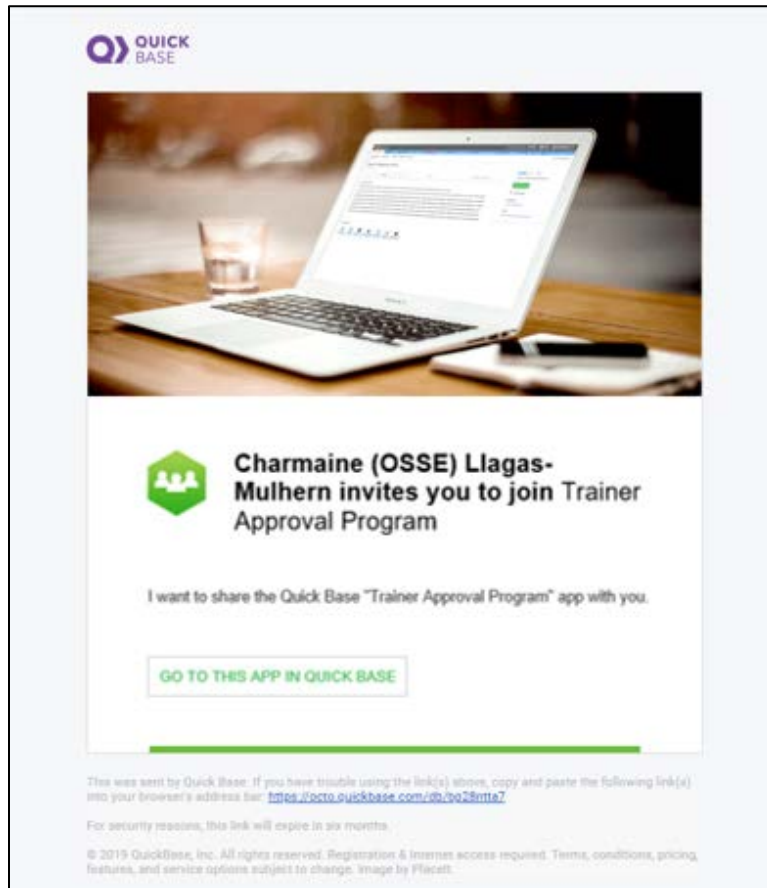 QUICK
BASE
Charmaine (OSSE) Llagas-
Mulhern invites you to join Trainer
Approval Program
I want to share the Quick Base "Trainer Approval Program" app with you.
GO TO THIS APP IN QUICK BASE
This was sent by Quick Base. If you have trouble using the link(s) above, copy and paste the following link(s)
into your browser's address bar: https://octo.quickbase.com/db/
For security reasons, this link will expire in six months.
© 2019 QuickBase, Inc. All rights reserved. Registration & Internet access required. Terms, conditions, pricing,
features, and service options subject to change. Image by Placeit.